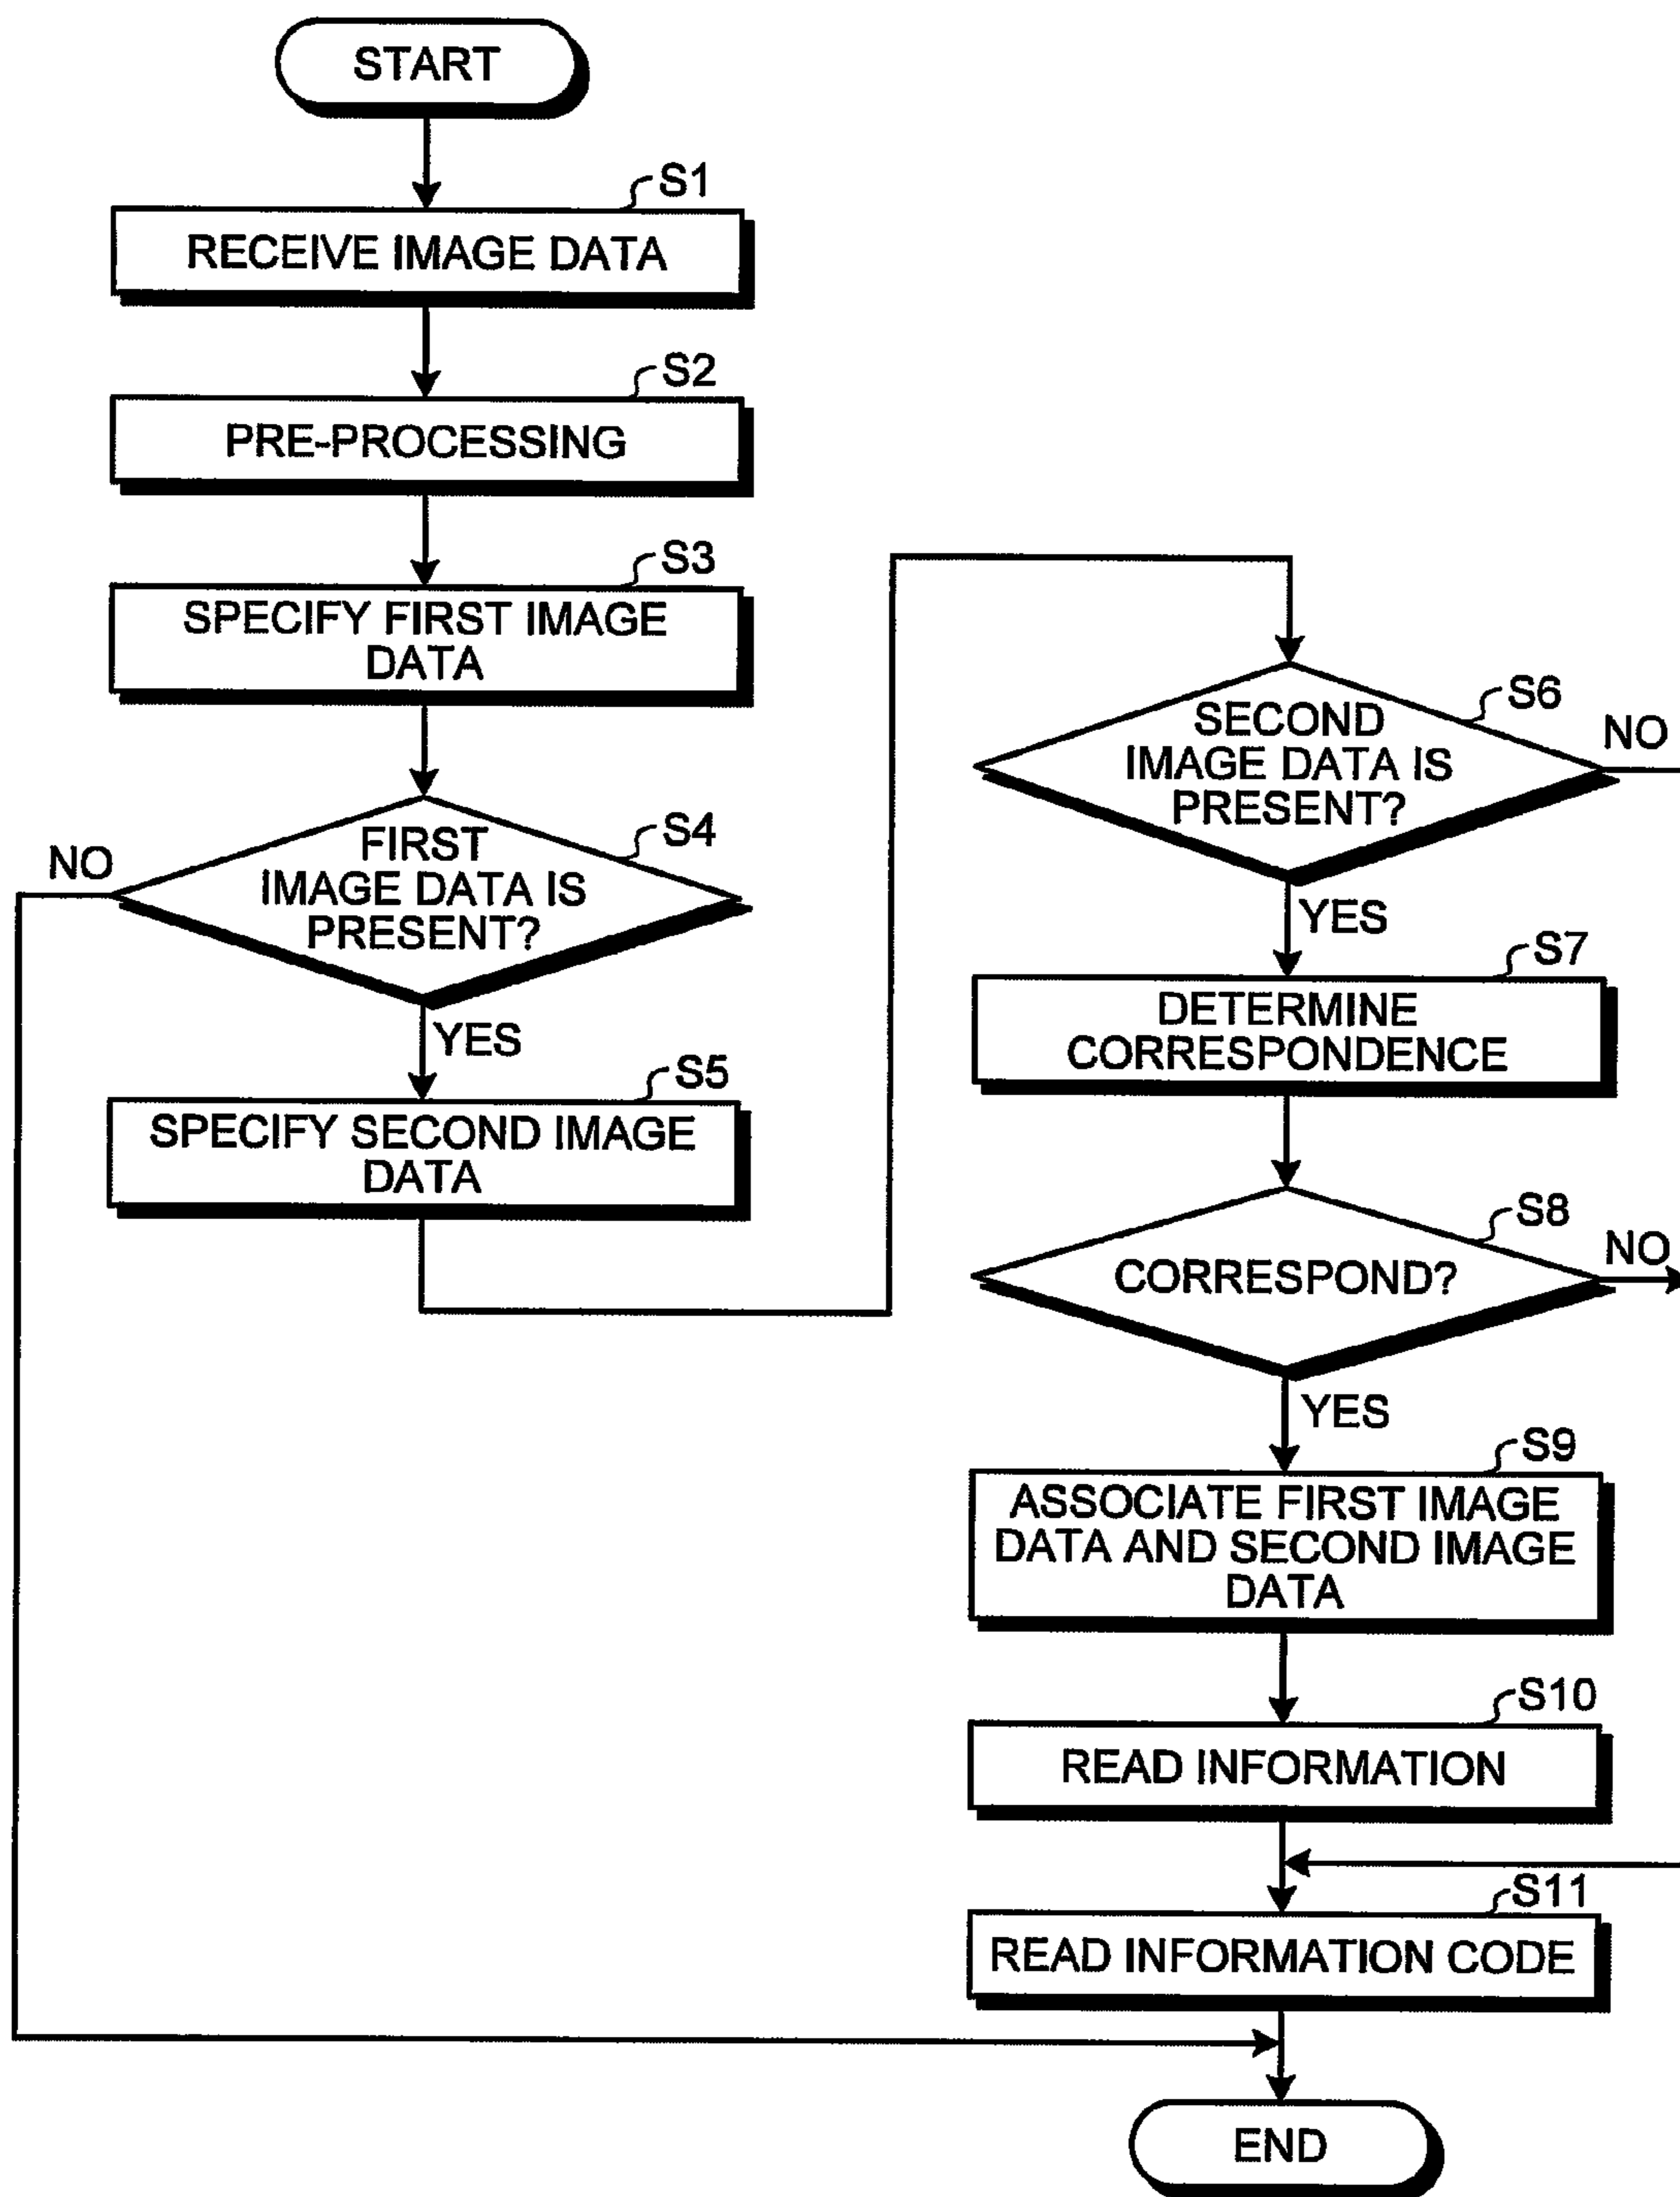 START
S1
RECEIVE IMAGE DATA
S2
PRE-PROCESSING
S3
SPECIFY FIRST IMAGE
DATA
S4
FIRST
IMAGE DATA IS
PRESENT?
NO
YES
S5
SPECIFY SECOND IMAGE
DATA
S6
SECOND
IMAGE DATA IS
PRESENT?
NO
YES
S7
DETERMINE
CORRESPONDENCE
S8
CORRESPOND?
NO
YES
S9
ASSOCIATE FIRST IMAGE
DATA AND SECOND IMAGE
DATA
S10
READ INFORMATION
S11
READ INFORMATION CODE
END